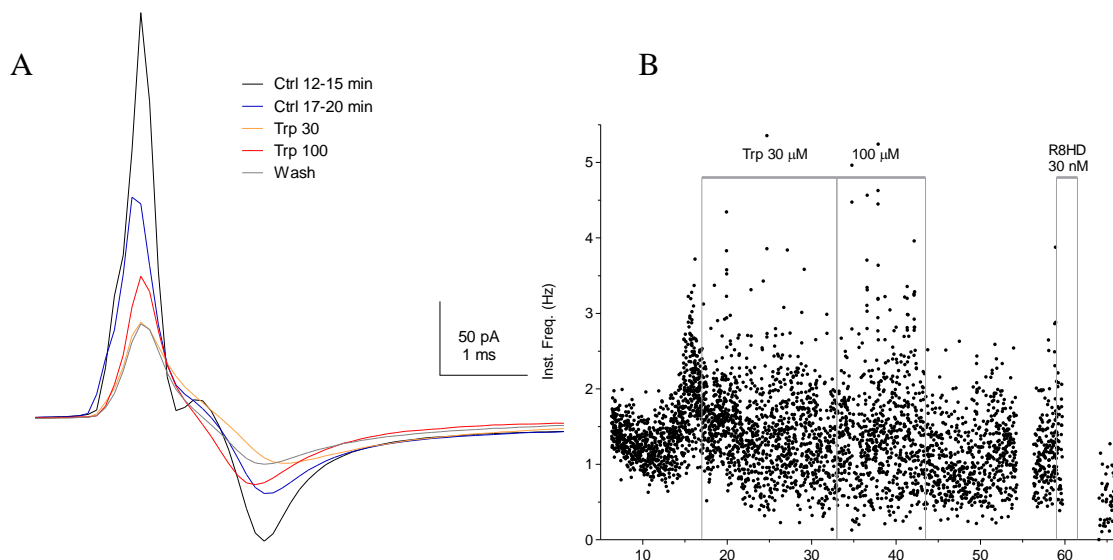 A
B
Ctrl 12-15 min
Ctrl 17-20 min
Trp 30
Trp 100
Wash
50 pA
1 ms
Inst. Freq. (Hz)
5
4
3
2
1
0
Trp 30 µM
100 µM
R8HD
30 nM
10 20 30 40 50 60